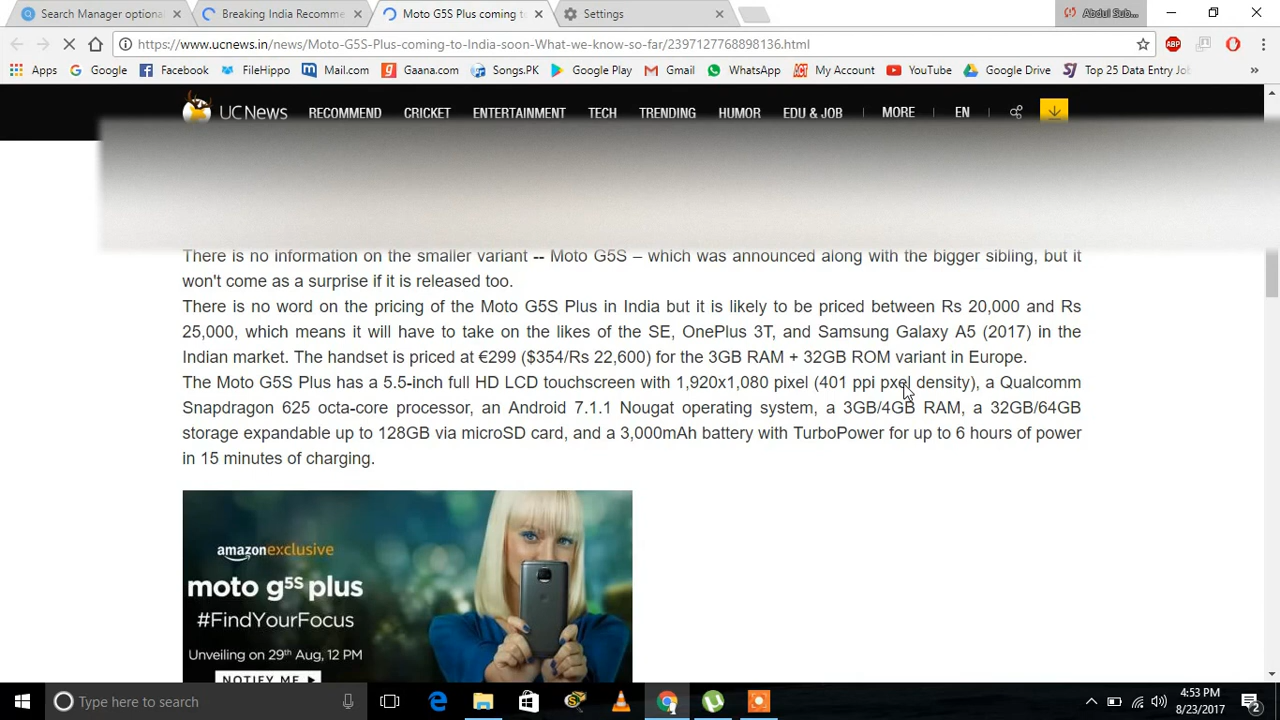 Search Manager optiona
Breaking India Recomme
Moto G5S Plus coming to
Settings
Abdul Sub...
https://www.ucnews.in/news/Moto-G5S-Plus-coming-to-India-soon-What-we-know-so-far/2397127768898136.html
ABP
Apps
Google
Facebook
FileHippo
Mail.com
Gaana.com
Songs.PK
Google Play
Gmail
WhatsApp
My Account
YouTube
Google Drive
Top 25 Data Entry Jo
»
UC News
RECOMMEND
CRICKET
ENTERTAINMENT
TECH
TRENDING
HUMOR
EDU & JOB
MORE
EN
There is no information on the smaller variant -- Moto G5S – which was announced along with the bigger sibling, but it
won't come as a surprise if it is released too.
There is no word on the pricing of the Moto G5S Plus in India but it is likely to be priced between Rs 20,000 and Rs
25,000, which means it will have to take on the likes of the SE, OnePlus 3T, and Samsung Galaxy A5 (2017) in the
Indian market. The handset is priced at €299 ($354/Rs 22,600) for the 3GB RAM + 32GB ROM variant in Europe.
The Moto G5S Plus has a 5.5-inch full HD LCD touchscreen with 1,920x1,080 pixel (401 ppi pxel density), a Qualcomm
Snapdragon 625 octa-core processor, an Android 7.1.1 Nougat operating system, a 3GB/4GB RAM, a 32GB/64GB
storage expandable up to 128GB via microSD card, and a 3,000mAh battery with TurboPower for up to 6 hours of power
in 15 minutes of charging.
amazonexclusive
moto g5S plus
#FindYourFocus
Unveiling on 29th Aug, 12 PM
NOTIFY ME
Type here to search
4:53 PM
8/23/2017
2